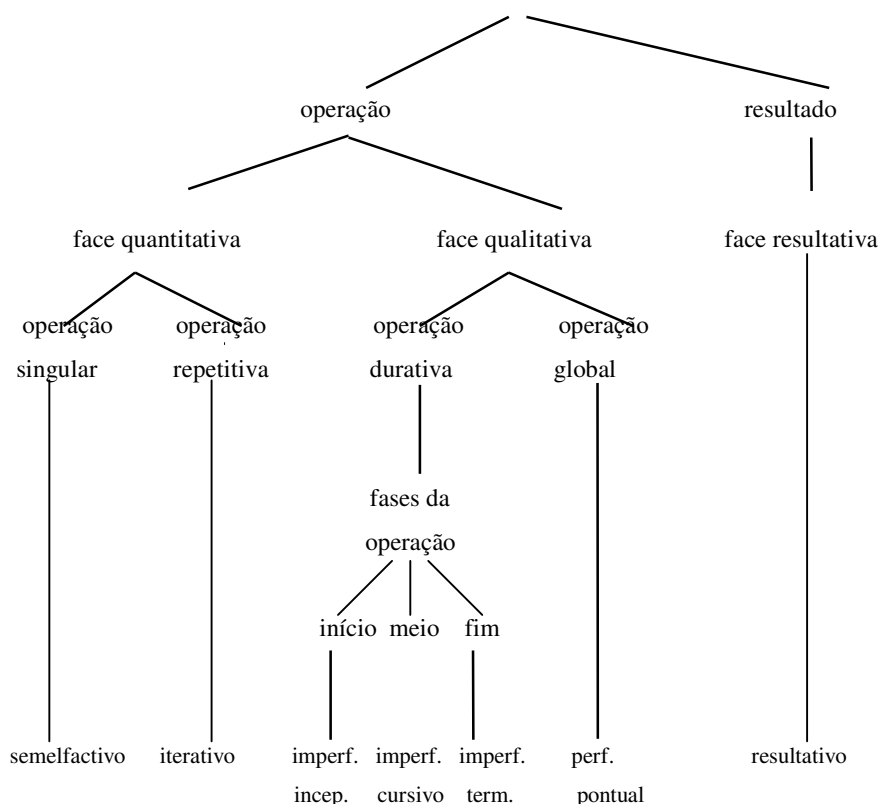 operação resultado
face quantitativa face qualitativa face resultativa
operação operação operação operação
singular repetitiva durativa global
fases da
operação
início meio fim
semelfactivo iterativo imperf. imperf. imperf. perf. resultativo
incep. cursivo term. pontual